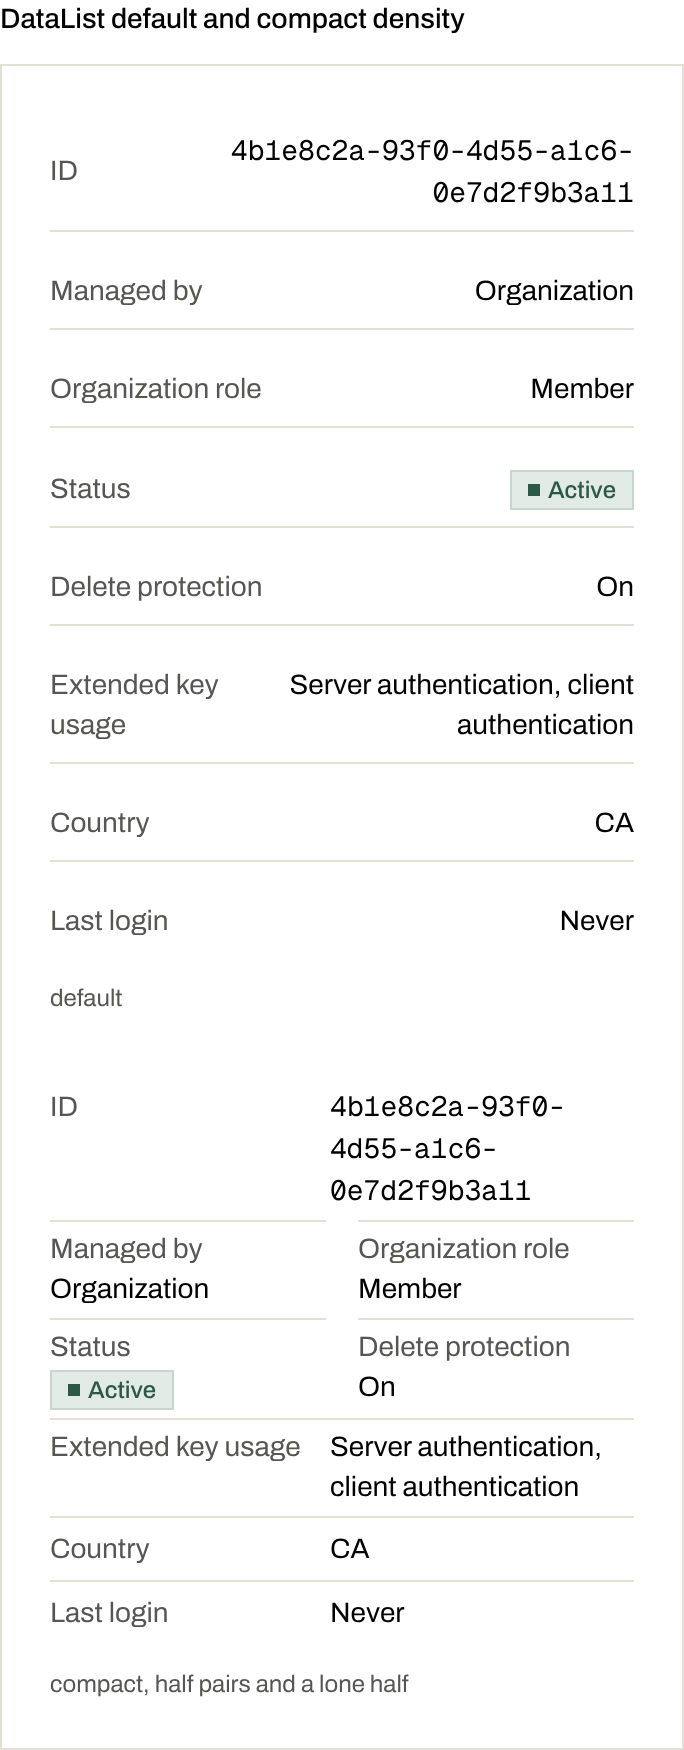 DataList default and compact density
ID
4b1e8c2a-93f0-4d55-a1c6-
0e7d2f9b3a11
Managed by
Organization
Organization role
Member
Status
Active
Delete protection
On
Extended key
usage
Server authentication, client
authentication
Country
CA
Last login
Never
default
ID
4b1e8c2a-93f0-
4d55-a1c6-
0e7d2f9b3a11
Managed by
Organization
Organization role
Member
Status
Active
Delete protection
On
Extended key usage
Server authentication,
client authentication
Country
CA
Last login
Never
compact, half pairs and a lone half